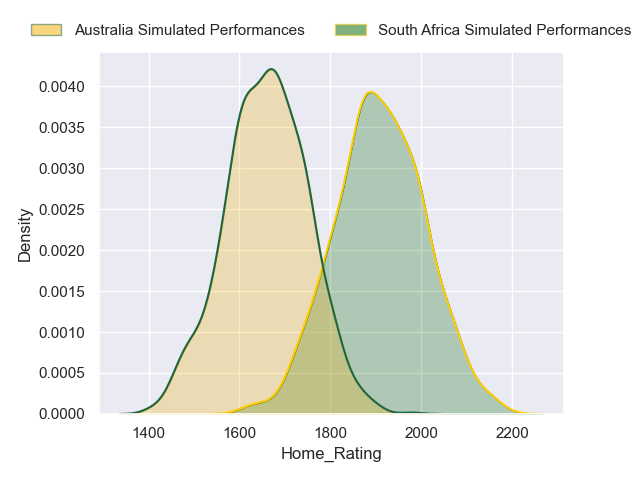 Australia Simulated Performances
South Africa Simulated Performances
0.0040
0.0035
0.0030
0.0025
0.0020
0.0015
0.0010
0.0005
0.0000
Density
1400 1600 1800 2000 2200
Home_Rating